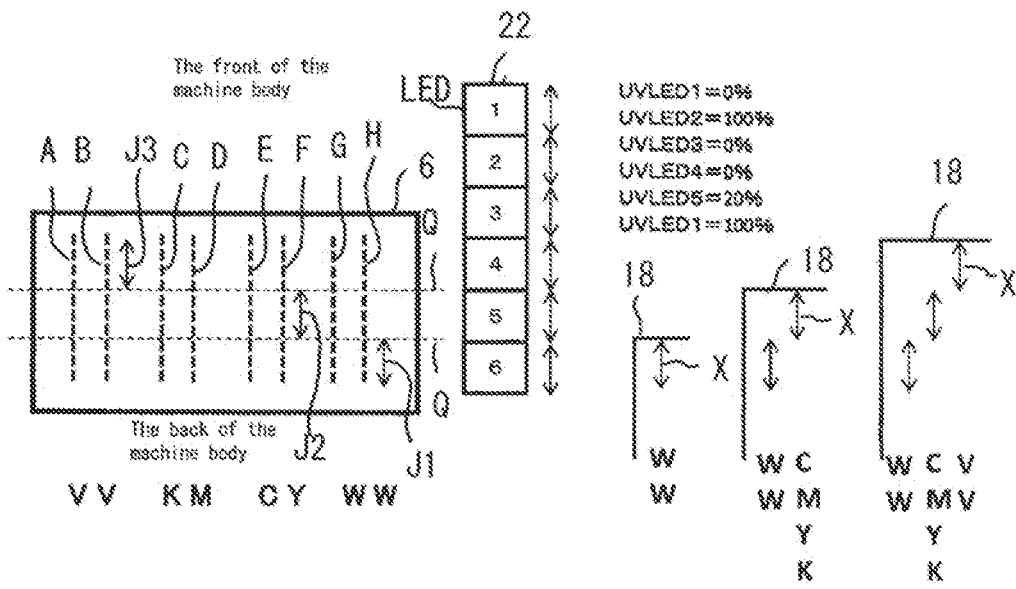 22
The front of the
machine body
LED
1
X
2
3
4
5
6
UVLED1=0%
UVLED2=100%
UVLED3=0%
UVLED4=0%
UVLED5=20%
UVLED1=100%
A B J3 C D E F G H 6
Q
Q
The back of the
machine body
J2
J1
V V K M C Y W W
18
X
W
W
18
X
W C
W M
Y
K
18
X
W C V
W M V
Y
K